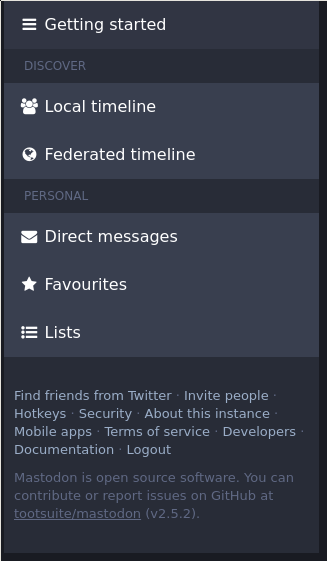 Getting started
DISCOVER
Local timeline
Federated timeline
PERSONAL
Direct messages
Favourites
Lists
Find friends from Twitter · Invite people ·
Hotkeys · Security · About this instance ·
Mobile apps · Terms of service · Developers ·
Documentation · Logout
Mastodon is open source software. You can
contribute or report issues on GitHub at
tootsuite/mastodon (v2.5.2).